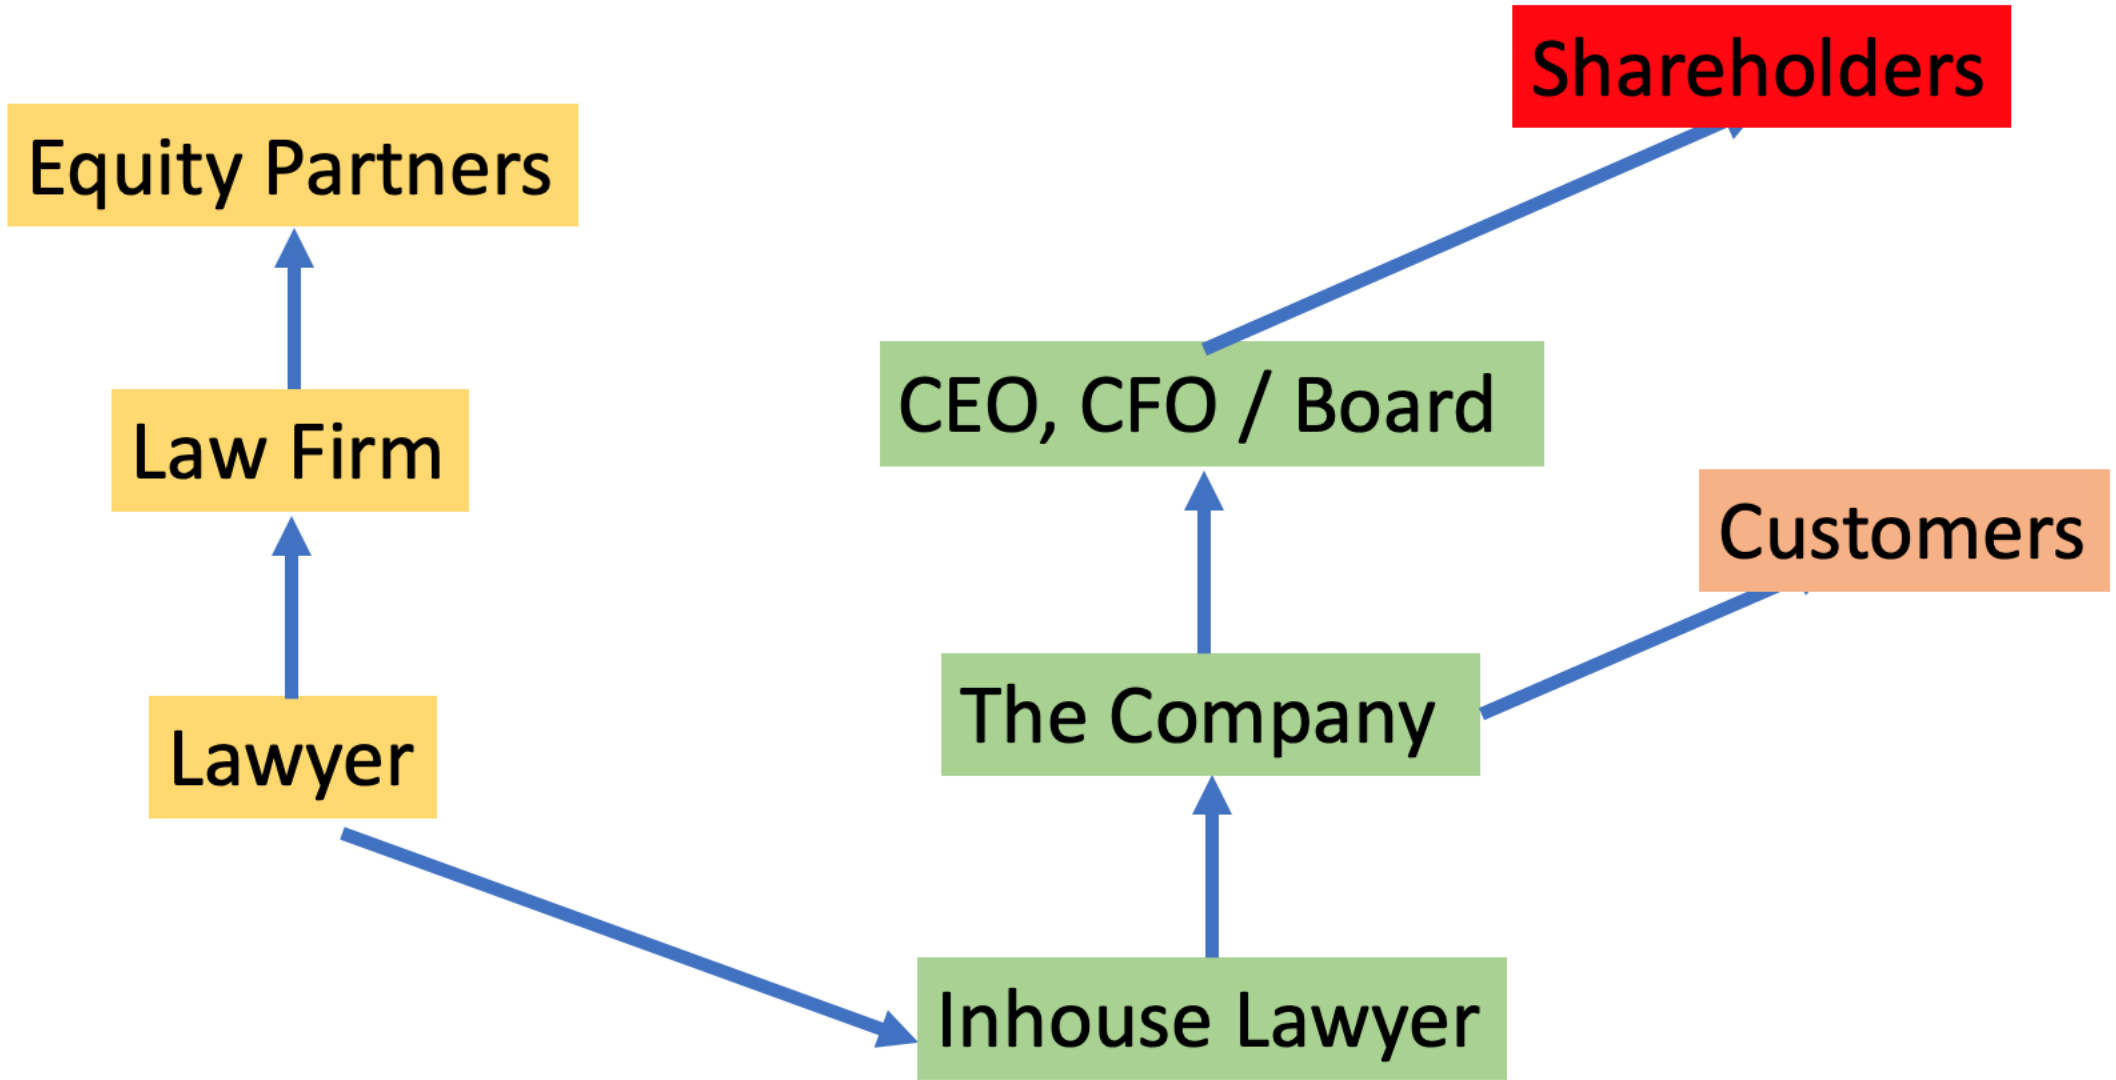 Shareholders
Equity Partners
CEO, CFO / Board
Law Firm
Customers
The Company
Lawyer
Inhouse Lawyer